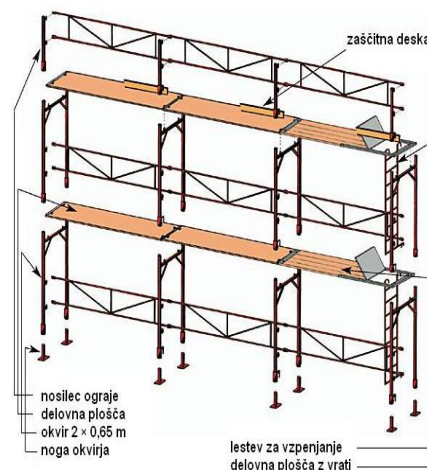 zaščitna deska
nosilec ograje
delovna plošča
okvir 2 × 0,65 m
noga okvirja
lestev za vzpenjanje
delovna plošča z vrati